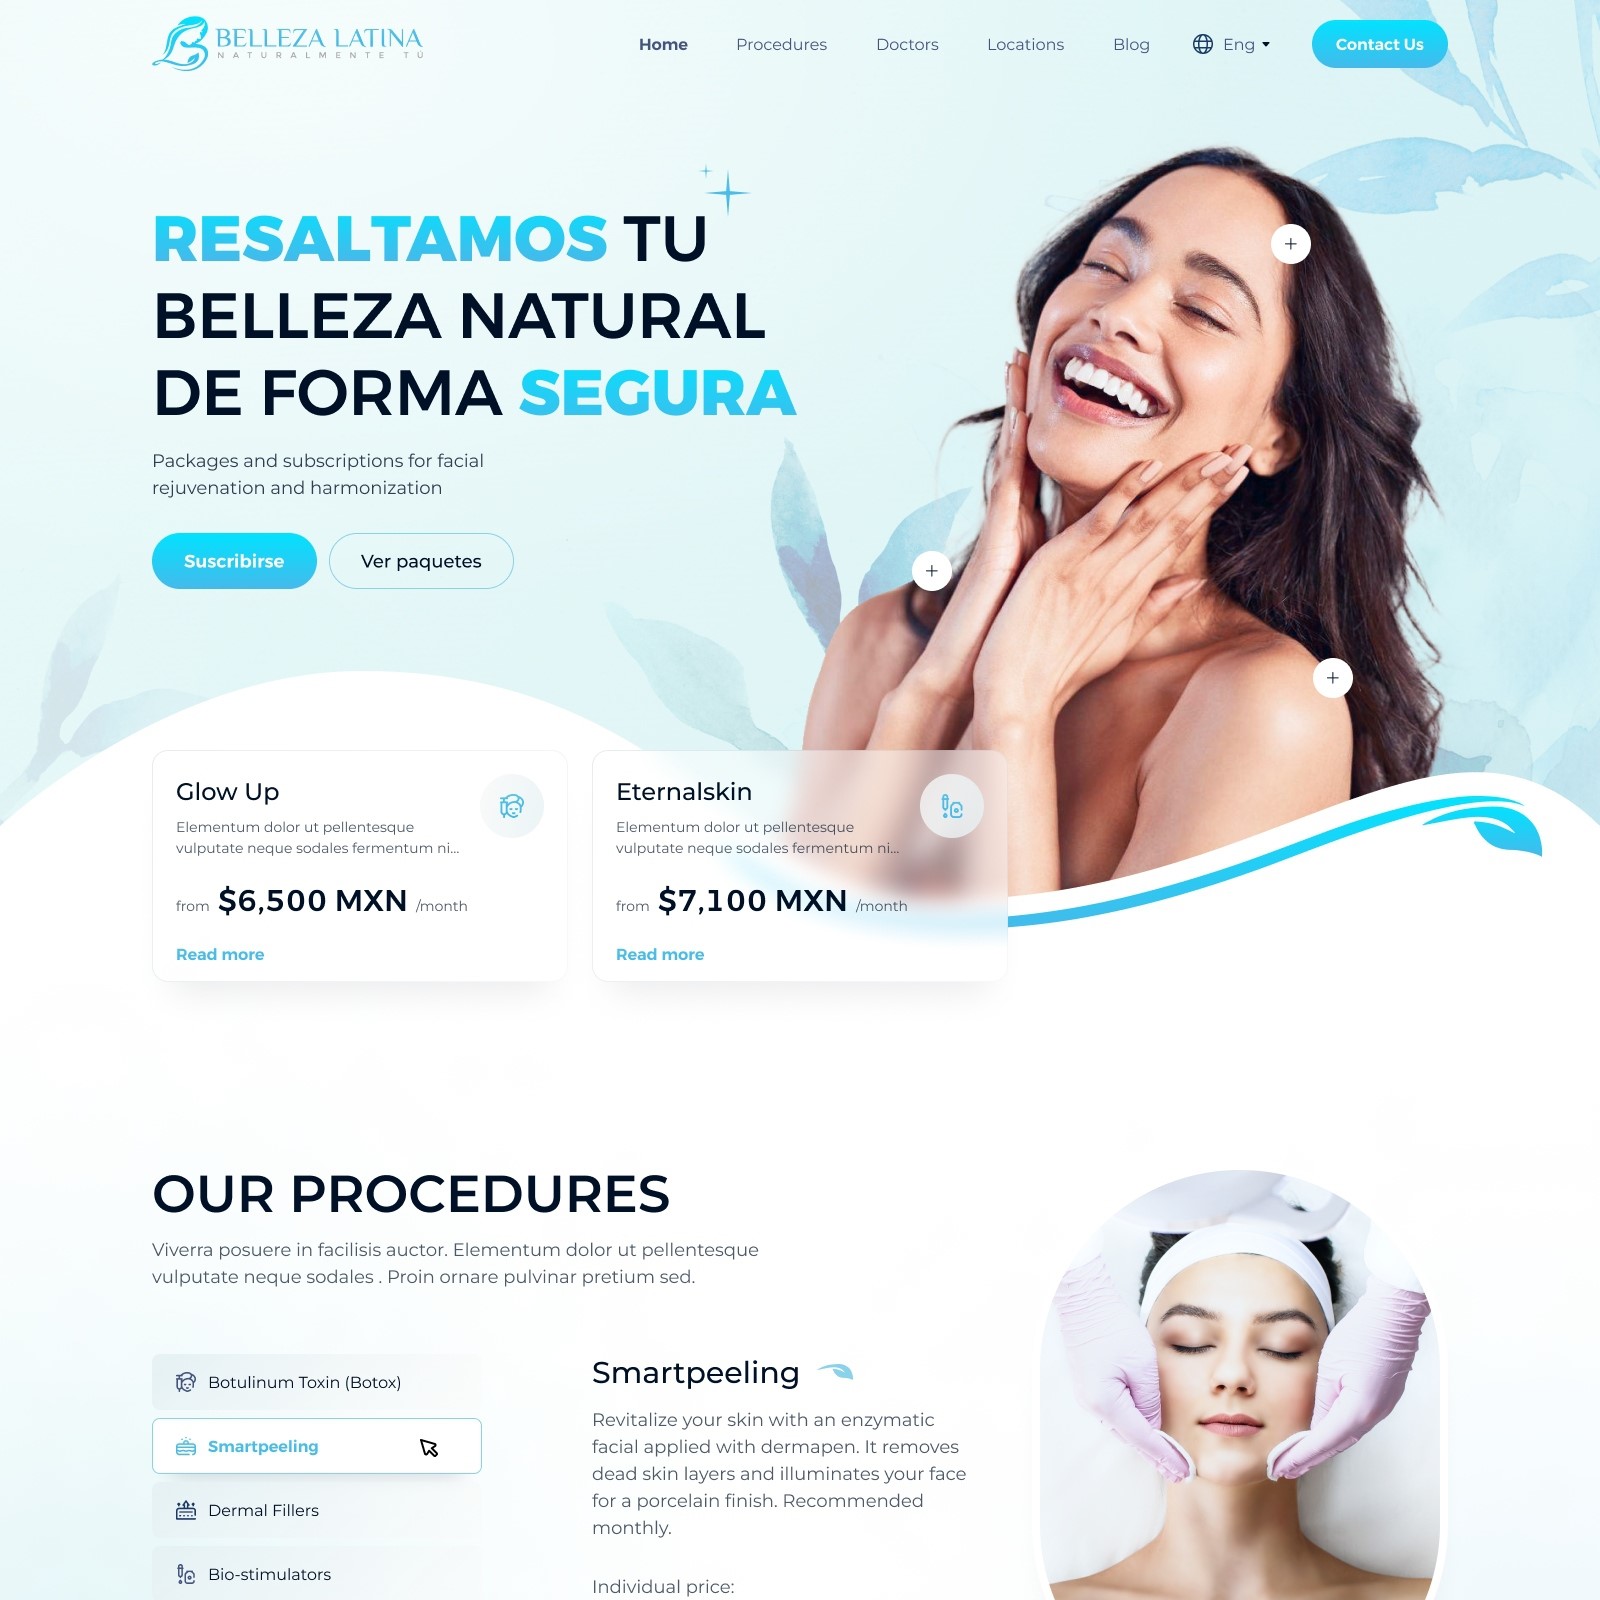 BELLEZA LATINA
NATURALMENTE TÚ
Home
Procedures
Doctors
Locations
Blog
Eng
Contact Us
RESALTAMOS TU
BELLEZA NATURAL
DE FORMA SEGURA
Packages and subscriptions for facial
rejuvenation and harmonization
Suscribirse
Ver paquetes
Glow Up
Elementum dolor ut pellentesque
vulputate neque sodales fermentum ni...
from $6,500 MXN /month
Read more
Eternalskin
Elementum dolor ut pellentesque
vulputate neque sodales fermentum ni...
from $7,100 MXN /month
Read more
OUR PROCEDURES
Viverra posuere in facilisis auctor. Elementum dolor ut pellentesque
vulputate neque sodales . Proin ornare pulvinar pretium sed.
Botulinum Toxin (Botox)
Smartpeeling
Dermal Fillers
Bio-stimulators
Smartpeeling
Revitalize your skin with an enzymatic
facial applied with dermapen. It removes
dead skin layers and illuminates your face
for a porcelain finish. Recommended
monthly.
Individual price: